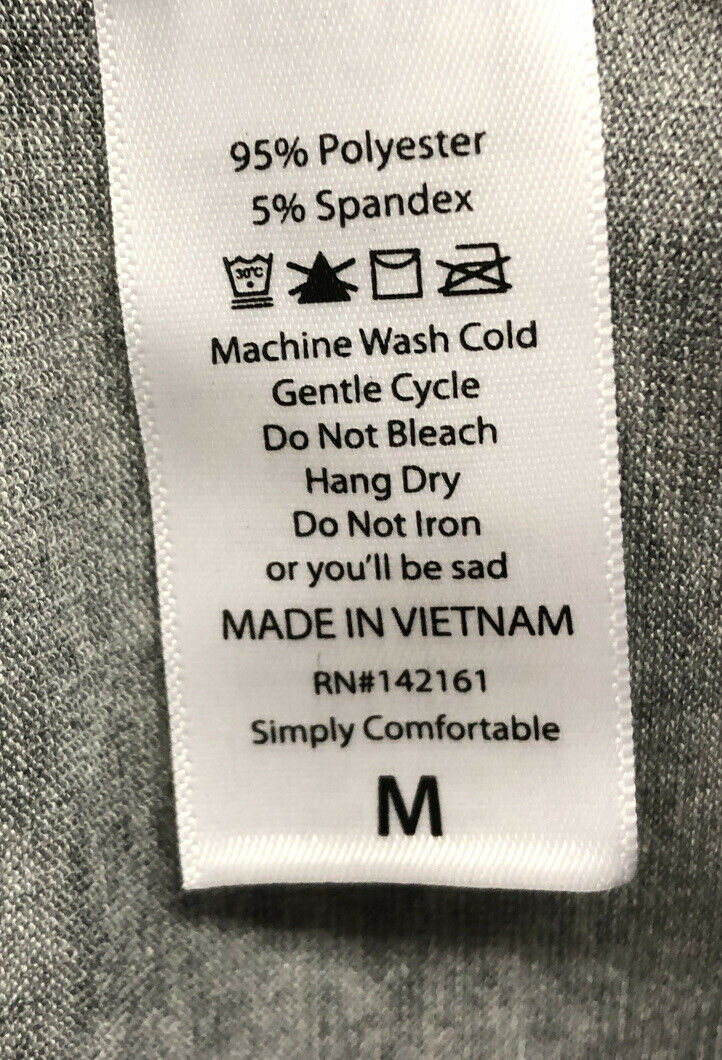 95% Polyester
5% Spandex
30°C
Machine Wash Cold
Gentle Cycle
Do Not Bleach
Hang Dry
Do Not Iron
or you'll be sad
MADE IN VIETNAM
RN#142161
Simply Comfortable
M